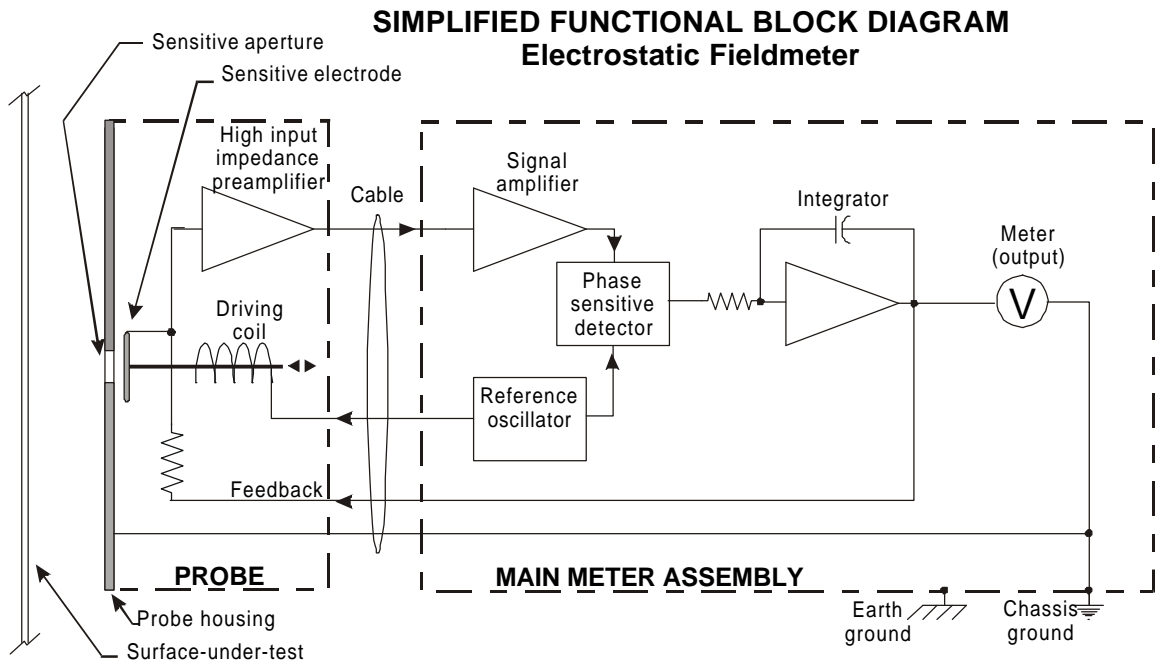 SIMPLIFIED FUNCTIONAL BLOCK DIAGRAM
Electrostatic Fieldmeter
Sensitive aperture
Sensitive electrode
High input
impedance
preamplifier
Cable
Signal
amplifier
Integrator
Meter
(output)
V
Phase
sensitive
detector
Driving
coil
Reference
oscillator
Feedback
PROBE
MAIN METER ASSEMBLY
Probe housing
Surface-under-test
Earth
ground
Chassis
ground